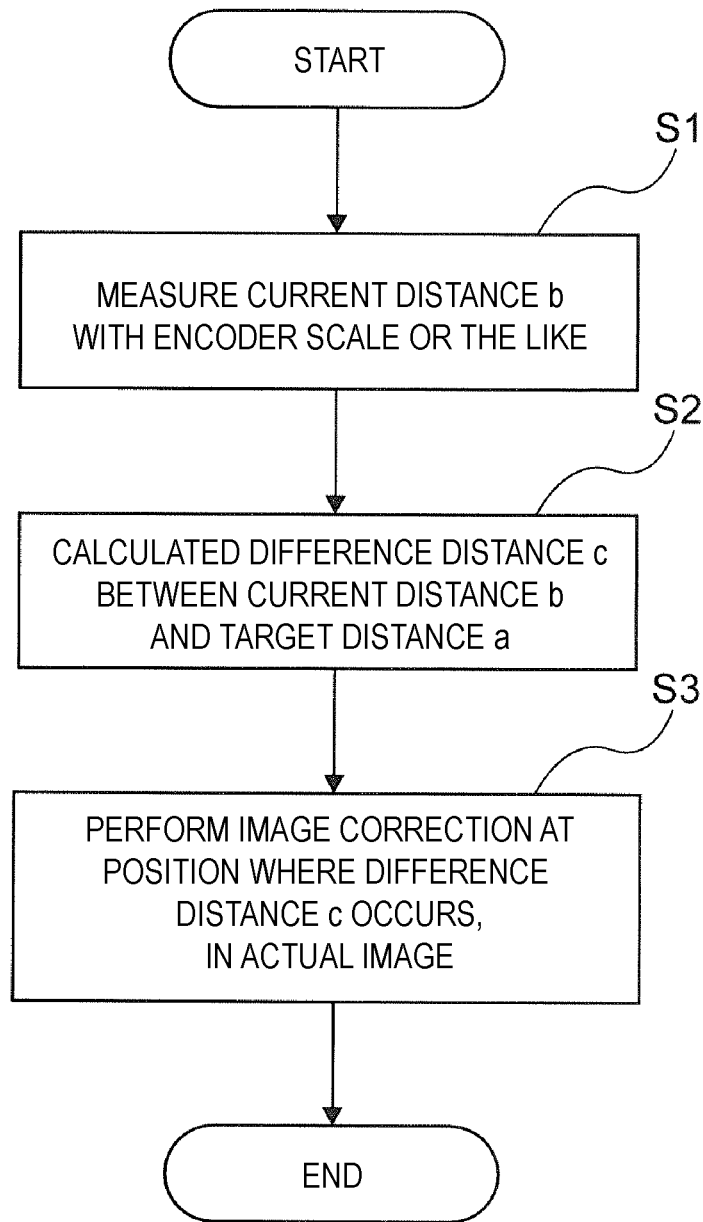 START
S1
MEASURE CURRENT DISTANCE b
WITH ENCODER SCALE OR THE LIKE
S2
CALCULATED DIFFERENCE DISTANCE c
BETWEEN CURRENT DISTANCE b
AND TARGET DISTANCE a
S3
PERFORM IMAGE CORRECTION AT
POSITION WHERE DIFFERENCE
DISTANCE c OCCURS,
IN ACTUAL IMAGE
END